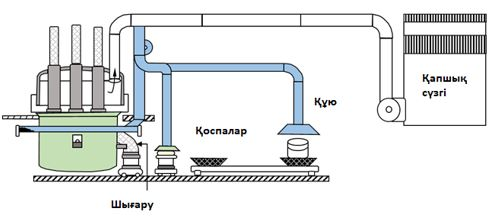 Қапшық
сүзгі
Құю
Қоспалар
Шығару